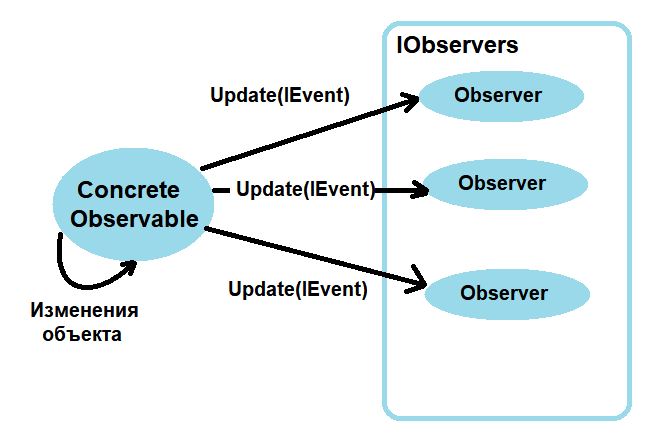 IObservers
Update(IEvent)
Observer
Update(IEvent)
Observer
Concrete
Observable
Update(IEvent)
Observer
Изменения
объекта